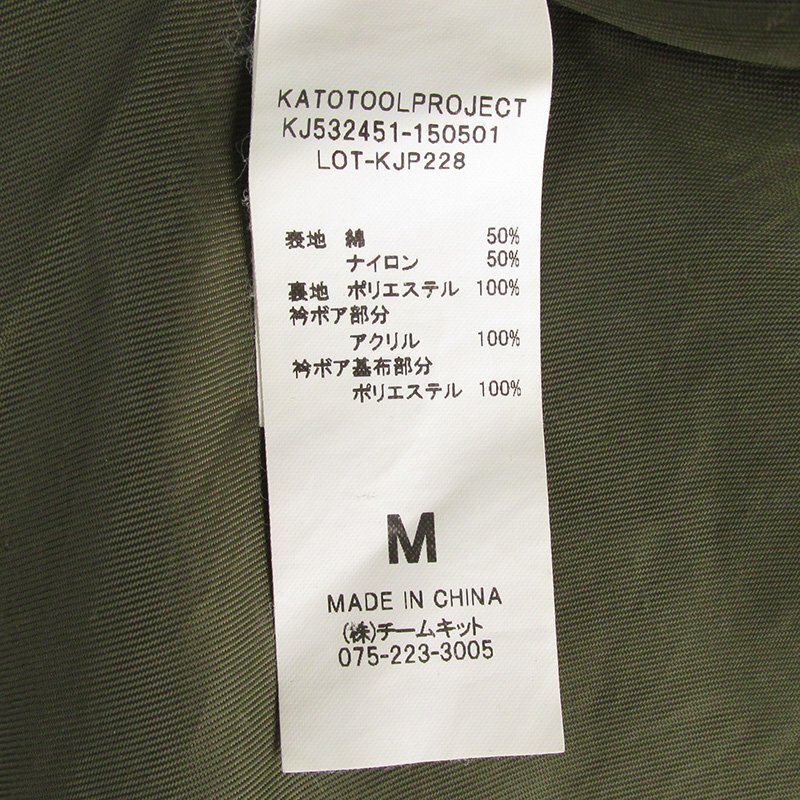 KATOTOOLPROJECT
KJ532451-150501
LOT-KJP228
表地 綿 50%
ナイロン 50%
裏地 ポリエステル 100%
衿ボア部分
アクリル 100%
衿ボア基布部分
ポリエステル 100%
M
MADE IN CHINA
(株)チームキット
075-223-3005